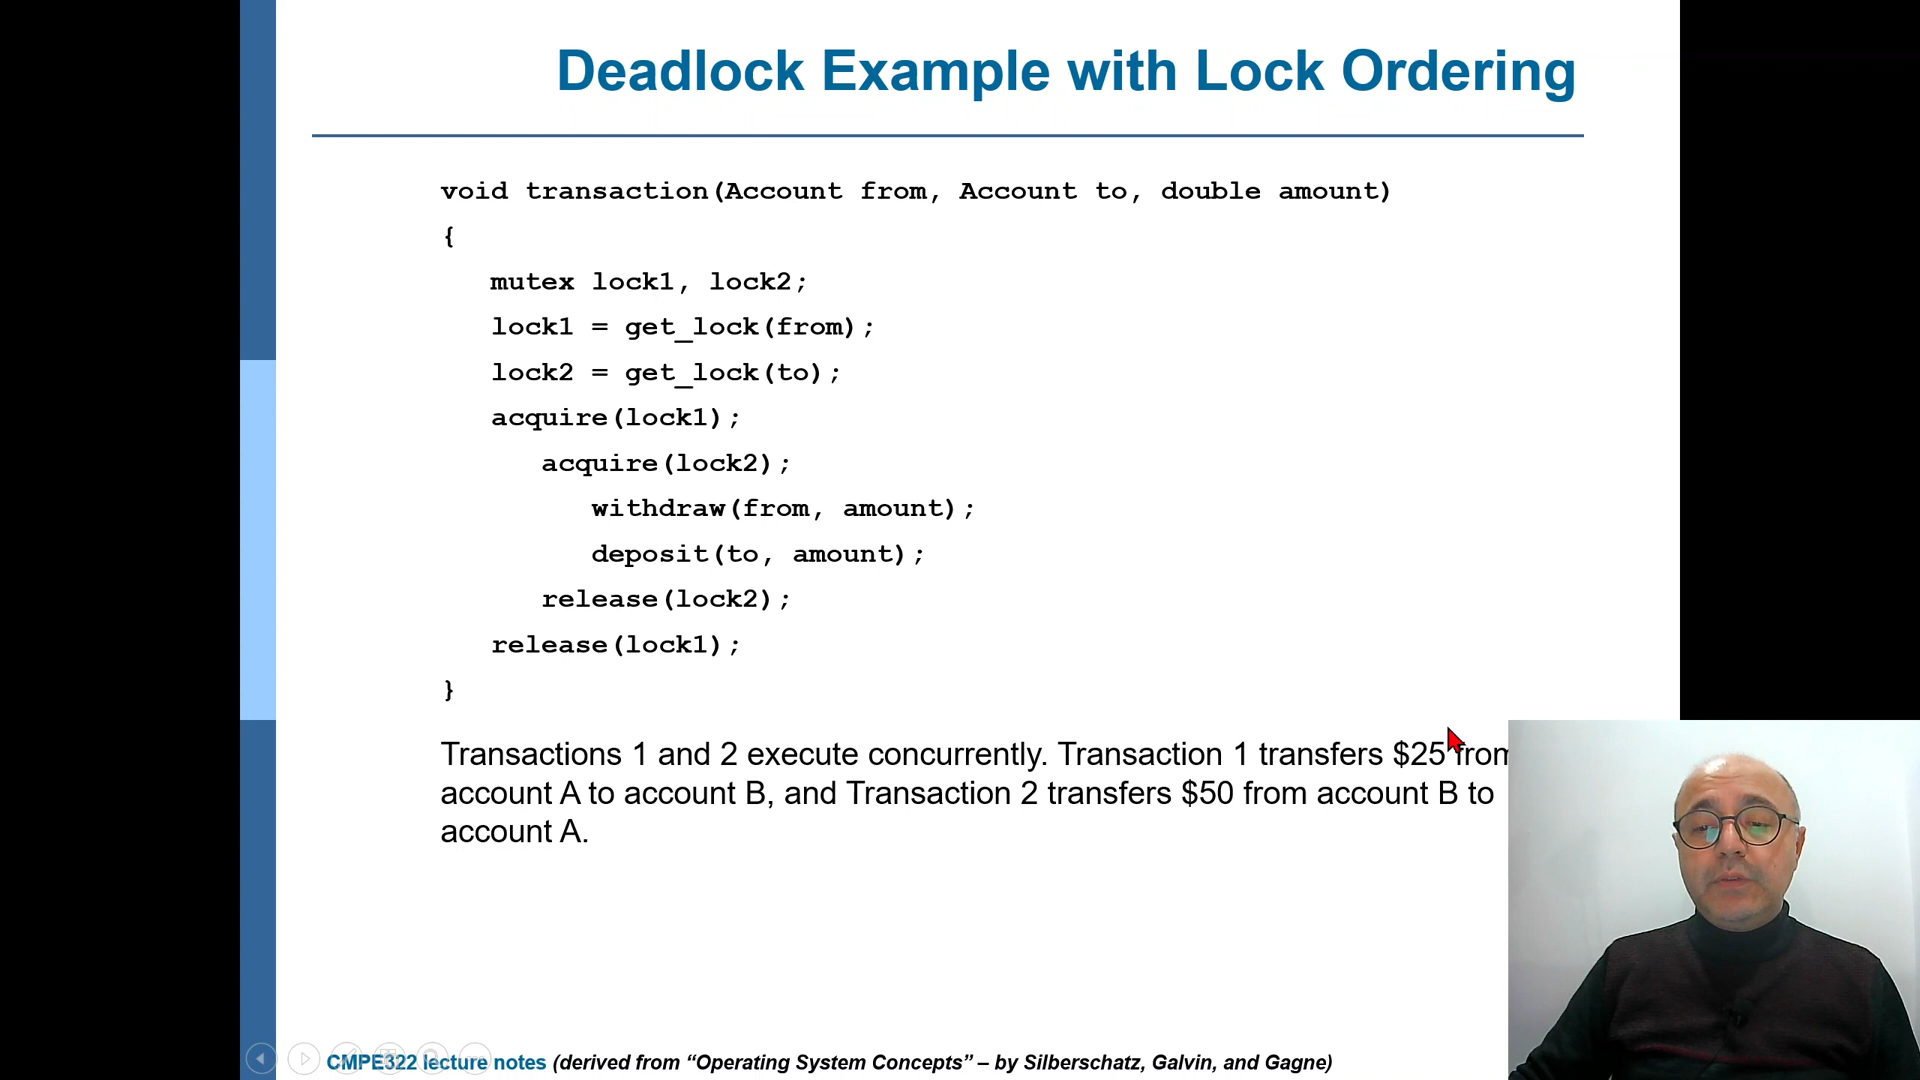 Deadlock Example with Lock Ordering
void transaction(Account from, Account to, double amount)
{
mutex lock1, lock2;
lock1 = get_lock(from);
lock2 = get_lock(to);
acquire(lock1);
acquire(lock2);
withdraw(from, amount);
deposit(to, amount);
release(lock2);
release(lock1);
}
Transactions 1 and 2 execute concurrently. Transaction 1 transfers $25 from
account A to account B, and Transaction 2 transfers $50 from account B to
account A.
CMPE322 lecture notes (derived from “Operating System Concepts” – by Silberschatz, Galvin, and Gagne)